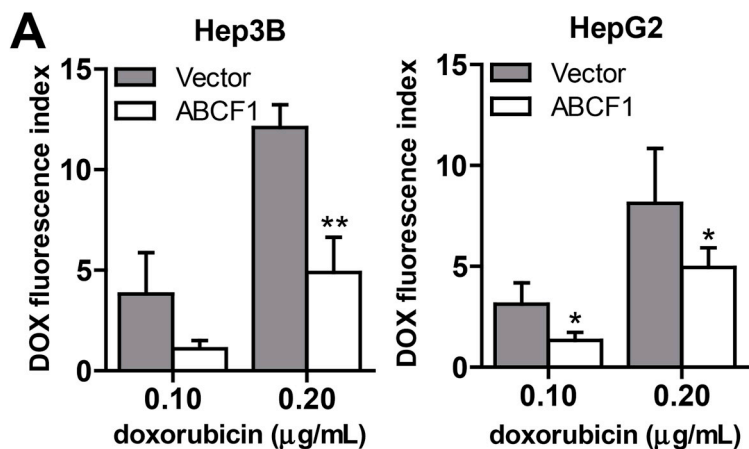 A
Hep3B
15
10
5
0
DOX fluorescence index
Vector
ABCF1
**
0.10
0.20
doxorubicin (μg/mL)
HepG2
15
10
5
0
DOX fluorescence index
Vector
ABCF1
*
*
0.10
0.20
doxorubicin (μg/mL)